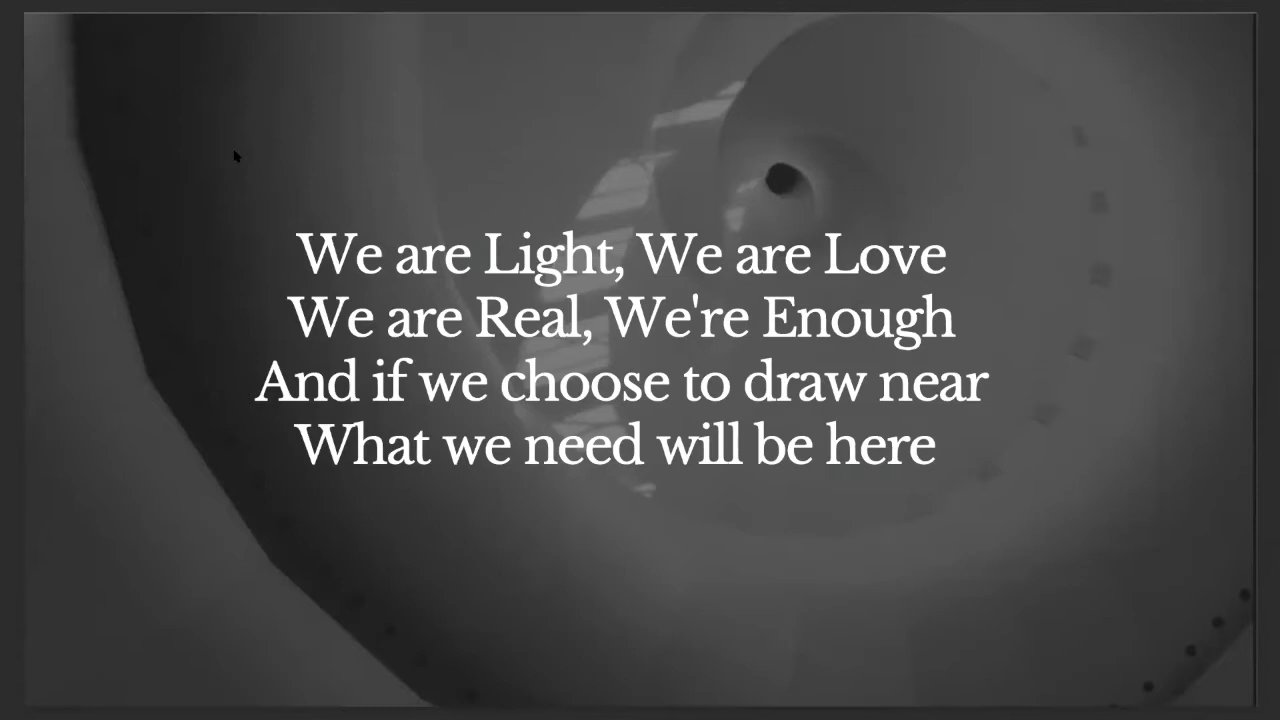 We are Light, We are Love
We are Real, We're Enough
And if we choose to draw near
What we need will be here